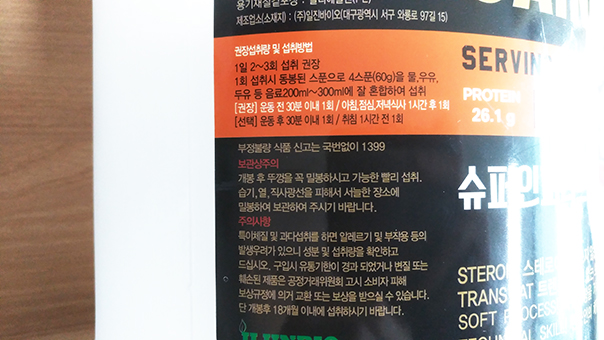 제조업소(소재지) : (주)일진바이오(대구광역시 서구 와룡로 97길 15)
권장섭취량 및 섭취방법
1일 2~3회 섭취 권장
1회 섭취시 동봉된 스푼으로 4스푼(60g)을 물,우유,
두유 등 음료200ml~300ml에 잘 혼합하여 섭취
[권장] 운동 전 30분 이내 1회 / 아침,점심,저녁식사 1시간 후 1회
[선택] 운동 후 30분 이내 1회 / 취침 1시간 전 1회
부정불량 식품 신고는 국번없이 1399
보관상주의
개봉 후 뚜껑을 꼭 밀봉하시고 가능한 빨리 섭취.
습기,열,직사광선을 피해서 서늘한 장소에
밀봉하여 보관하여 주시기 바랍니다.
주의사항
특이체질 및 과다섭취를 하면 알레르기 및 부작용 등의
발생우려가 있으니 성분 및 섭취량을 확인하고
드십시오. 구입시 유통기한이 경과 되었거나 변질 또는
훼손된 제품은 공정거래위원회 고시 소비자 피해
보상규정에 의거 교환 또는 보상을 받으실 수 있습니다.
단 개봉후 18개월 이내에 섭취하시기 바랍니다.
SERVIN
PROTEIN
26.1 g
슈퍼인
STERO
TRANS AT
SOFT PROCESS